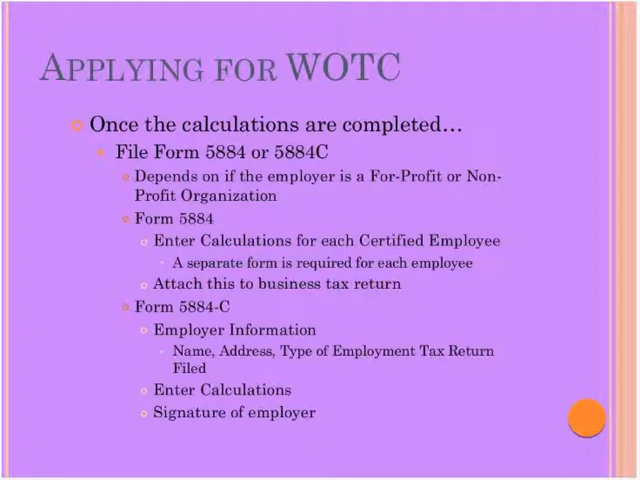 APPLYING FOR WOTC
Once the calculations are completed…
File Form 5884 or 5884C
Depends on if the employer is a For-Profit or Non-
Profit Organization
Form 5884
Enter Calculations for each Certified Employee
A separate form is required for each employee
Attach this to business tax return
Form 5884-C
Employer Information
Name, Address, Type of Employment Tax Return
Filed
Enter Calculations
Signature of employer